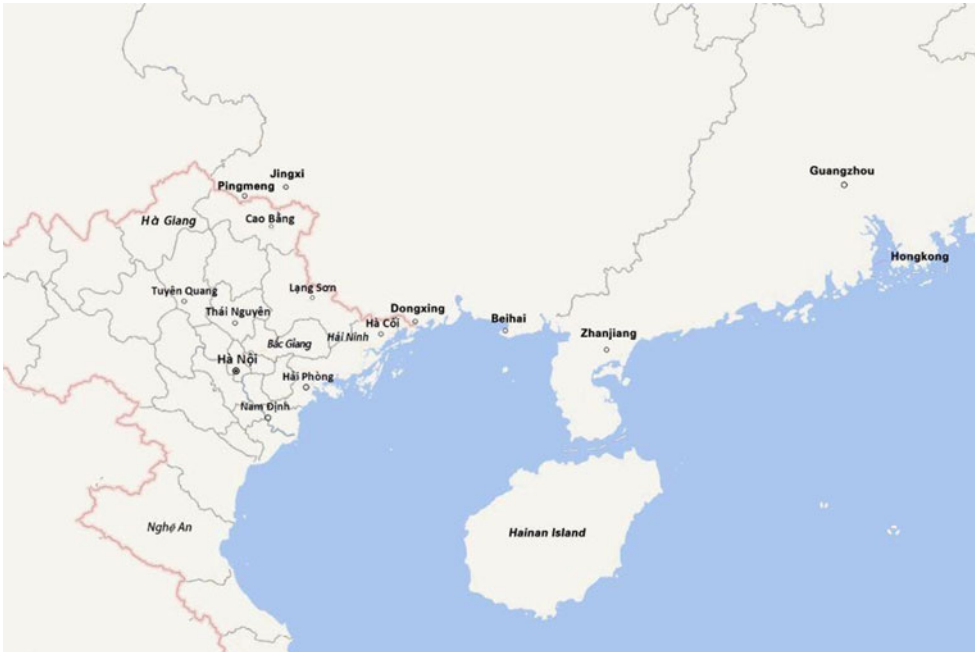 Guangzhou
Jingxi
Pingmeng
Hà Giang
Cao Bằng
Hongkong
Tuyên Quang
Lạng Sơn
Thái Nguyên
Dongxing
Hà Cối
Beihai
Hải Ninh
Bắc Giang
Zhanjiang
Hà Nội
Hải Phòng
Nam Định
Nghệ An
Hainan Island